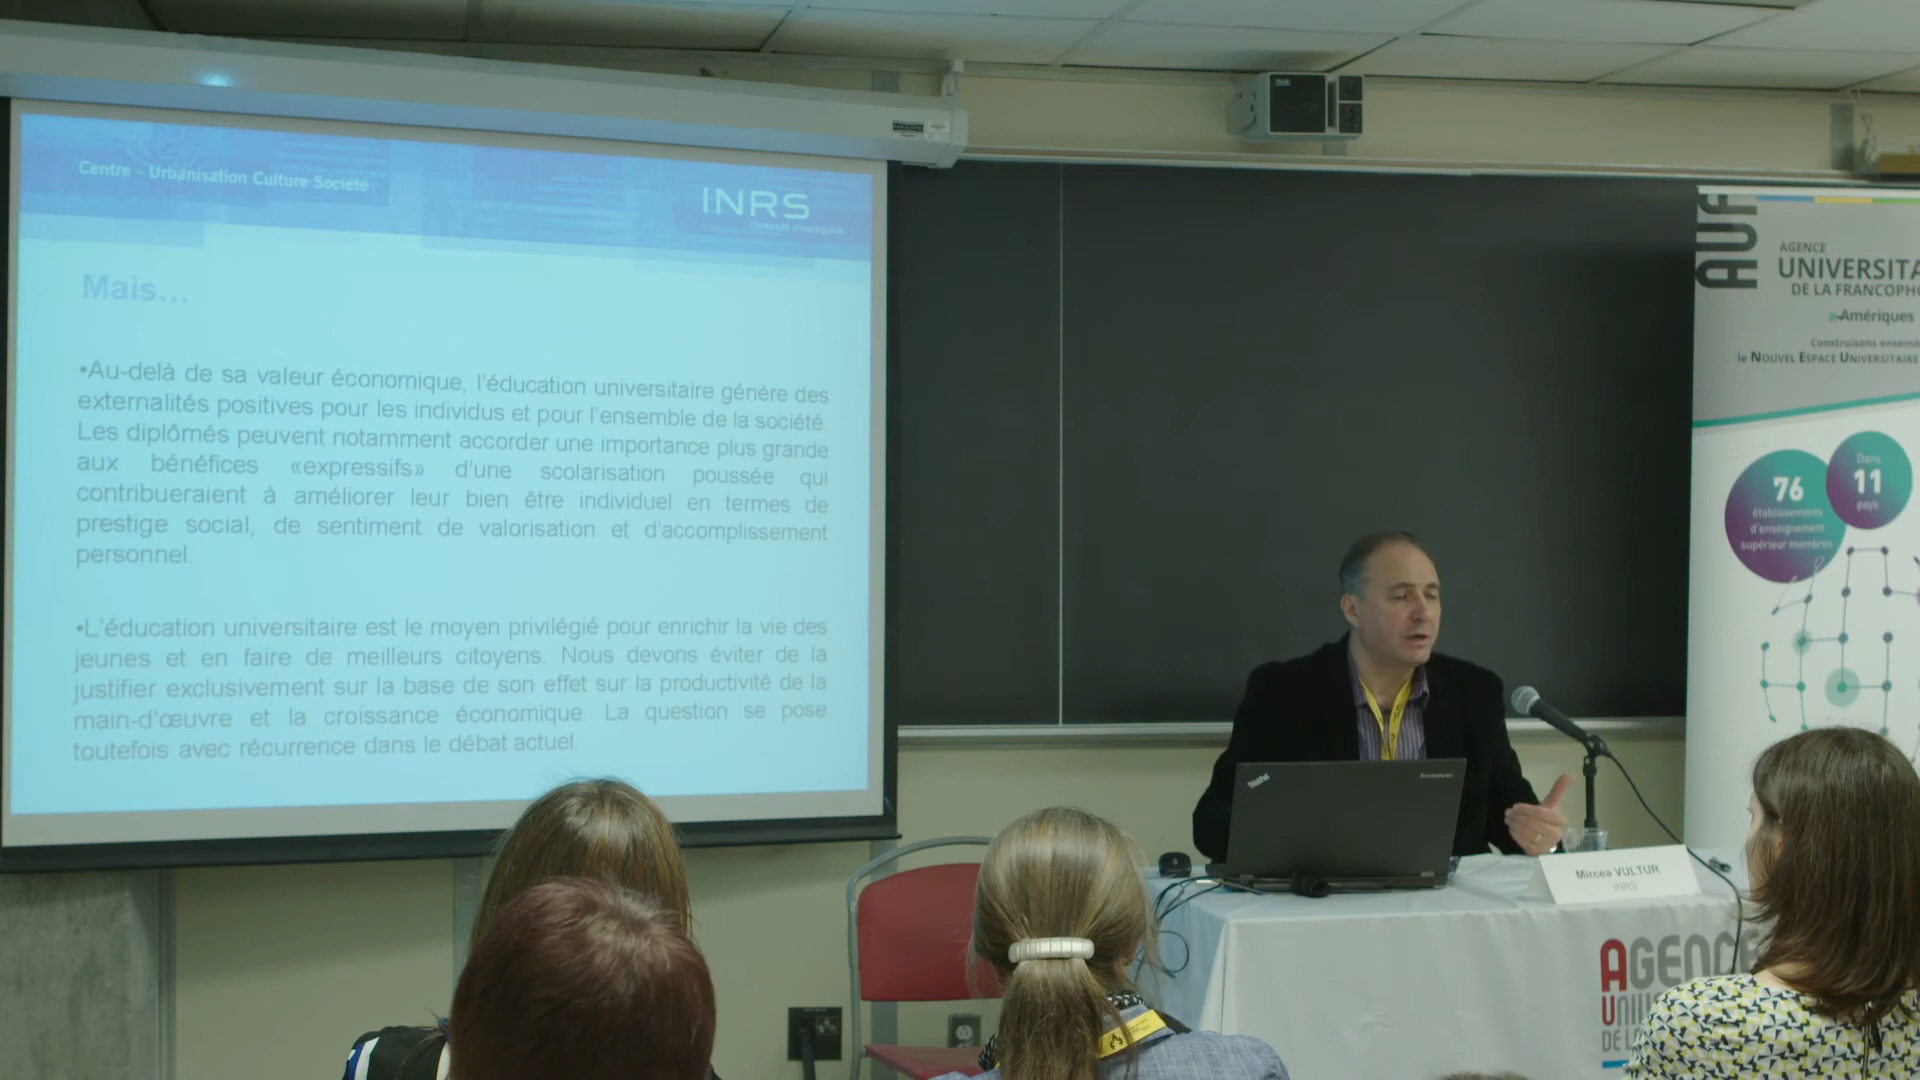 Centre - Urbanisation Culture Société
INRS
Université d'avant-garde
Mais...
•Au-delà de sa valeur économique, l'éducation universitaire génère des
externalités positives pour les individus et pour l'ensemble de la société.
Les diplômés peuvent notamment accorder une importance plus grande
aux bénéfices «expressifs» d'une scolarisation poussée qui
contribueraient à améliorer leur bien être individuel en termes de
prestige social, de sentiment de valorisation et d'accomplissement
personnel.
•L'éducation universitaire est le moyen privilégié pour enrichir la vie des
jeunes et en faire de meilleurs citoyens. Nous devons éviter de la
justifier exclusivement sur la base de son effet sur la productivité de la
main-d'œuvre et la croissance économique. La question se pose
toutefois avec récurrence dans le débat actuel.
AUF
AGENCE
UNIVERSITA
DE LA FRANCOPHO
Amériques
Construisons ensemb
le NOUVEL ESPACE UNIVERSITAIRE
76
établissements
d'enseignement
supérieur membres
Dans
11
pays
ThinkPad
lenovo
Mircea VULTUR
INRS
AGENCE
UNIV
DE L